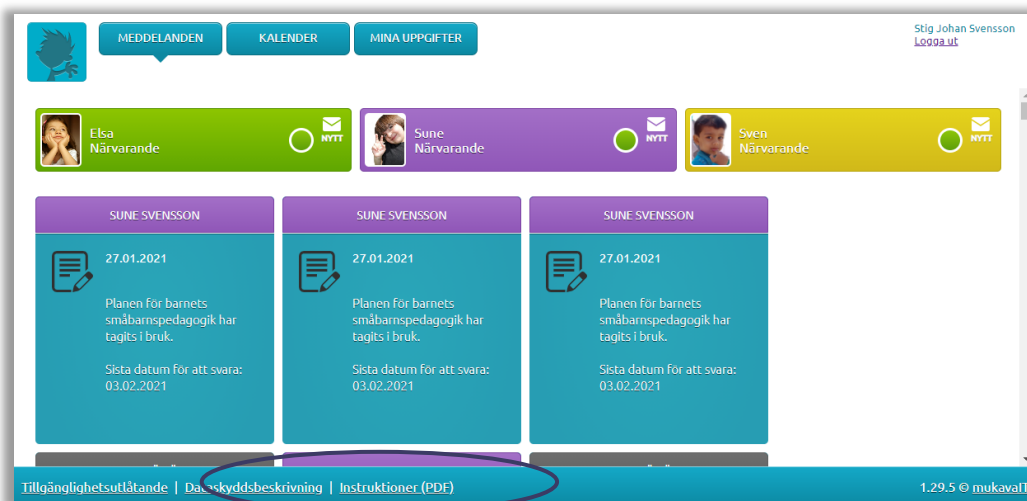 MEDDELANDEN KALENDER MINA UPPGIFTER
Stig Johan Svensson
Logga ut
Elsa
Närvarande
NYTT
Sune
Närvarande
NYTT
Sven
Närvarande
NYTT
SUNE SVENSSON
27.01.2021
Planen för barnets
småbarnspedagogik har
tagits i bruk.
Sista datum för att svara:
03.02.2021
SUNE SVENSSON
27.01.2021
Planen för barnets
småbarnspedagogik har
tagits i bruk.
Sista datum för att svara:
03.02.2021
SUNE SVENSSON
27.01.2021
Planen för barnets
småbarnspedagogik har
tagits i bruk.
Sista datum för att svara:
03.02.2021
Tillgänglighetsutlåtande | Dataskyddsbeskrivning | Instruktioner (PDF) 1.29.5 © mukavaIT